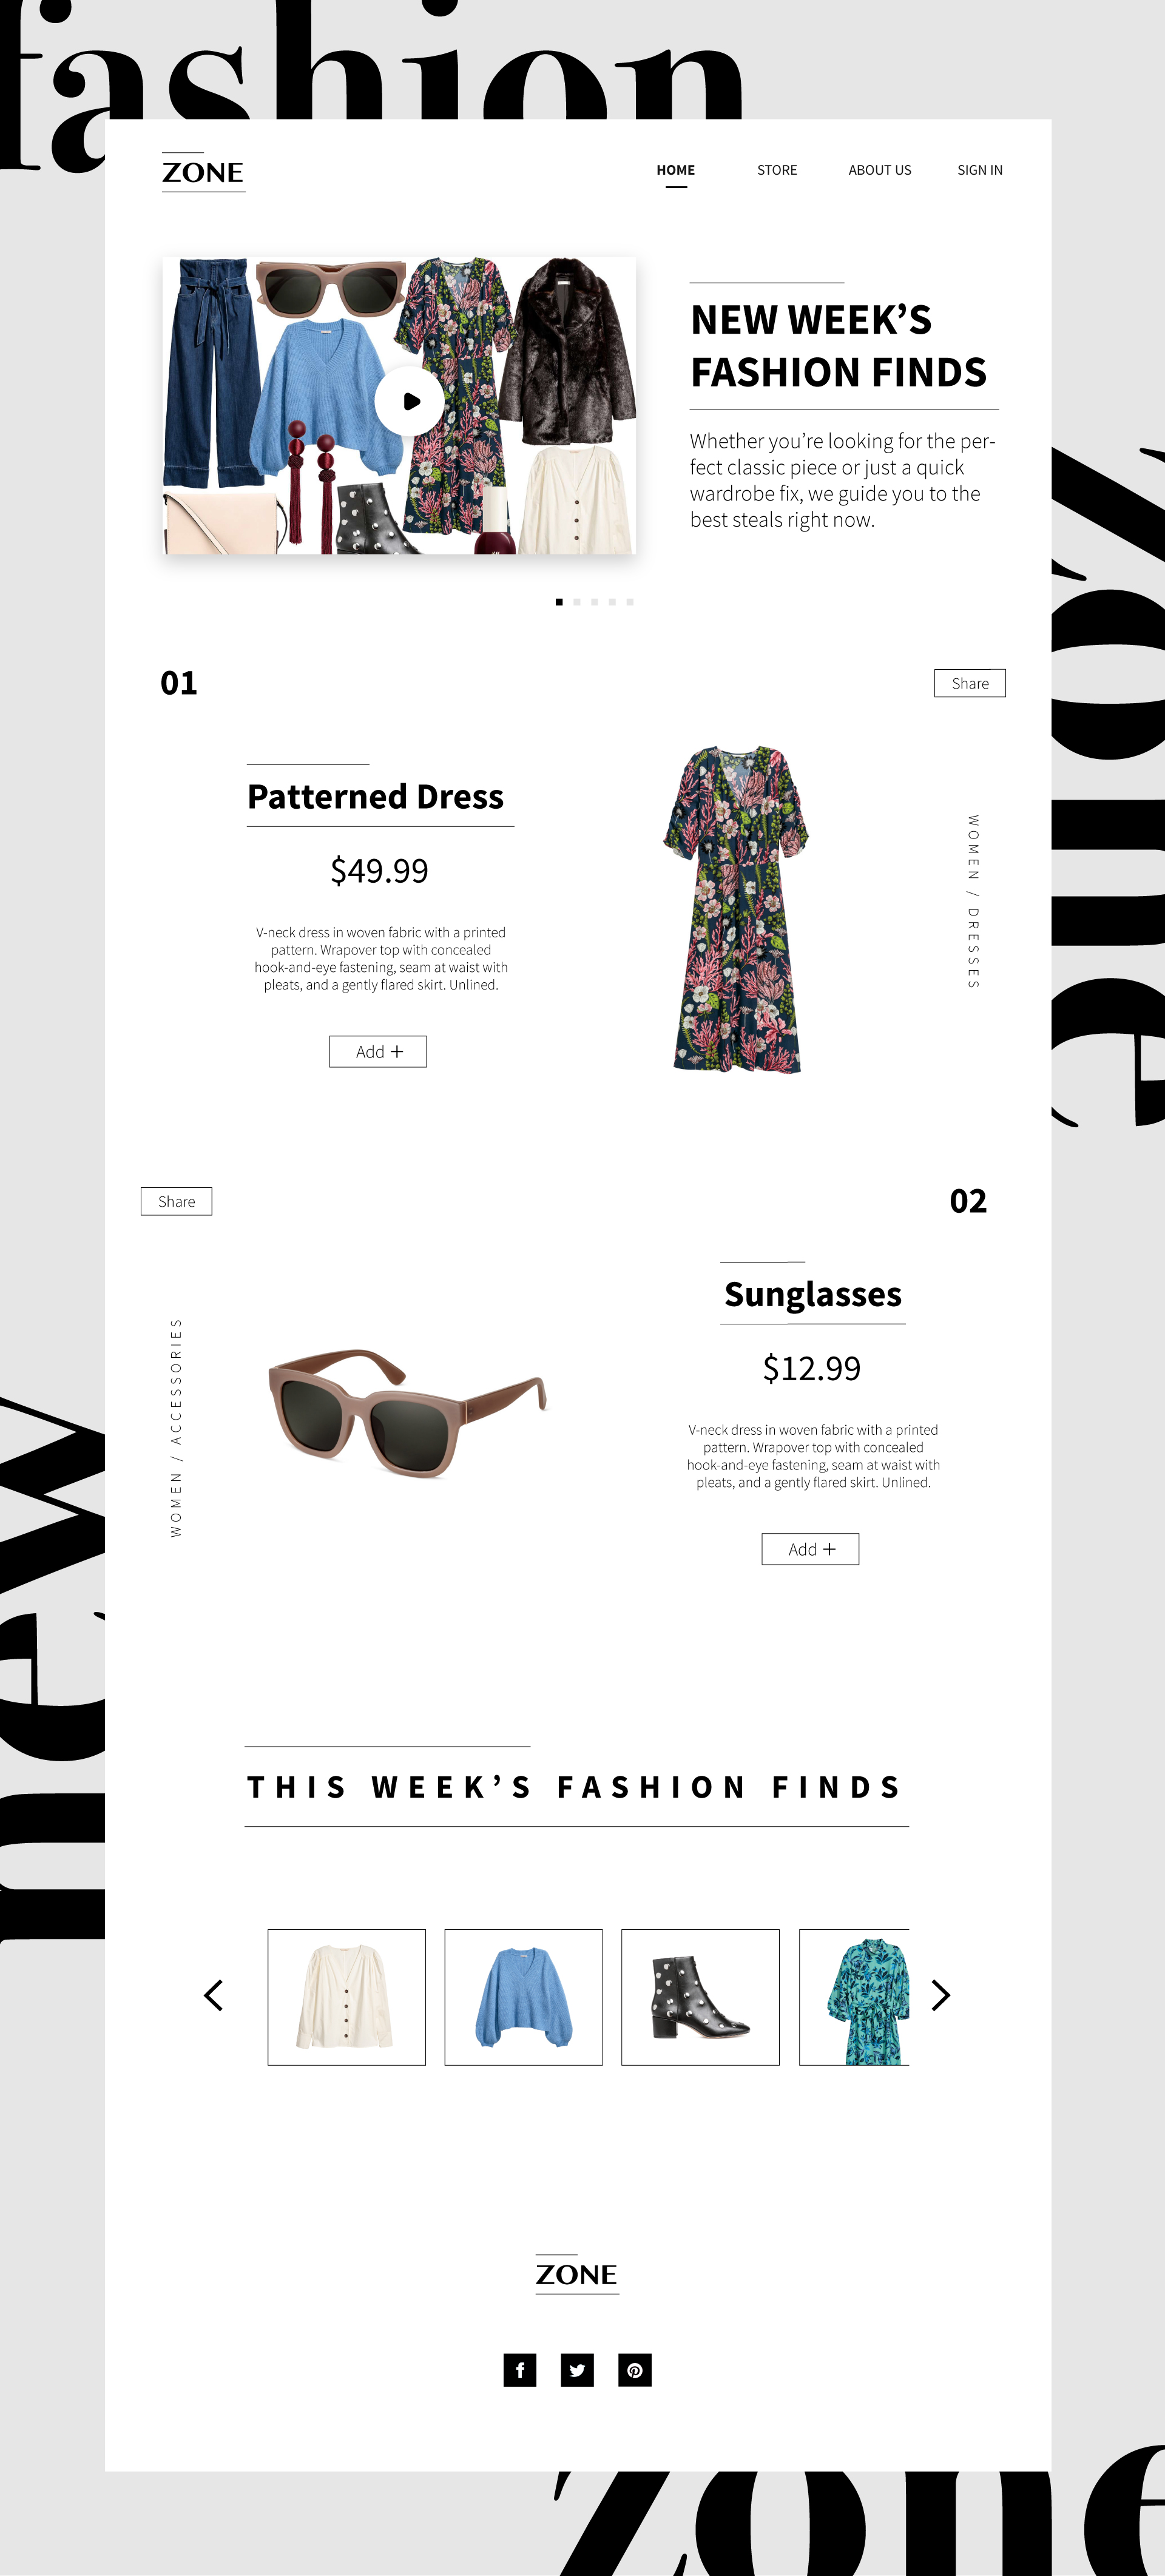 fashion
ZONE
HOME
STORE
ABOUT US
SIGN IN
NEW WEEK’S
FASHION FINDS
Whether you’re looking for the per-
fect classic piece or just a quick
wardrobe fix, we guide you to the
best steals right now.
01
Share
Patterned Dress
$49.99
V-neck dress in woven fabric with a printed
pattern. Wrapover top with concealed
hook-and-eye fastening, seam at waist with
pleats, and a gently flared skirt. Unlined.
Add +
WOMEN / DRESSES
zone
Share
02
WOMEN / ACCESSORIES
Sunglasses
$12.99
V-neck dress in woven fabric with a printed
pattern. Wrapover top with concealed
hook-and-eye fastening, seam at waist with
pleats, and a gently flared skirt. Unlined.
Add +
new
THIS WEEK’S FASHION FINDS
ZONE
zone